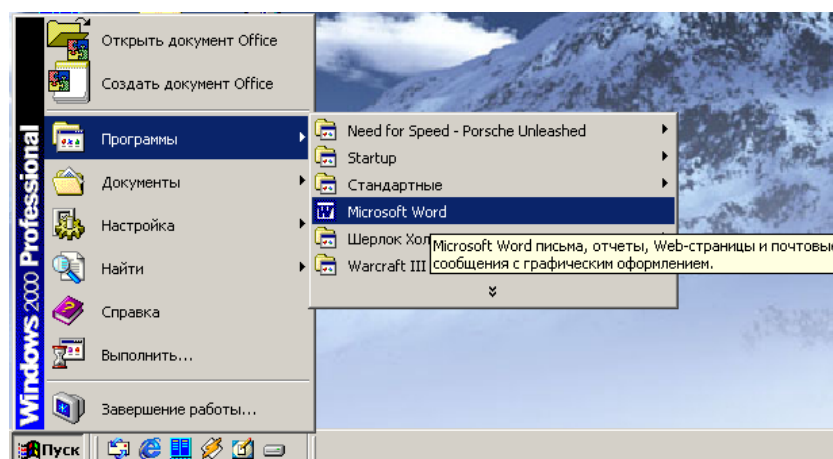 Открыть документ Office
Создать документ Office
Программы
Документы
Настройка
Найти
Справка
Выполнить...
Завершение работы...
Windows 2000 Professional
Need for Speed - Porsche Unleashed
Startup
Стандартные
Microsoft Word
Шерлок Хол
Warcraft III
Microsoft Word письма, отчеты, Web-страницы и почтовые
сообщения с графическим оформлением.
Пуск